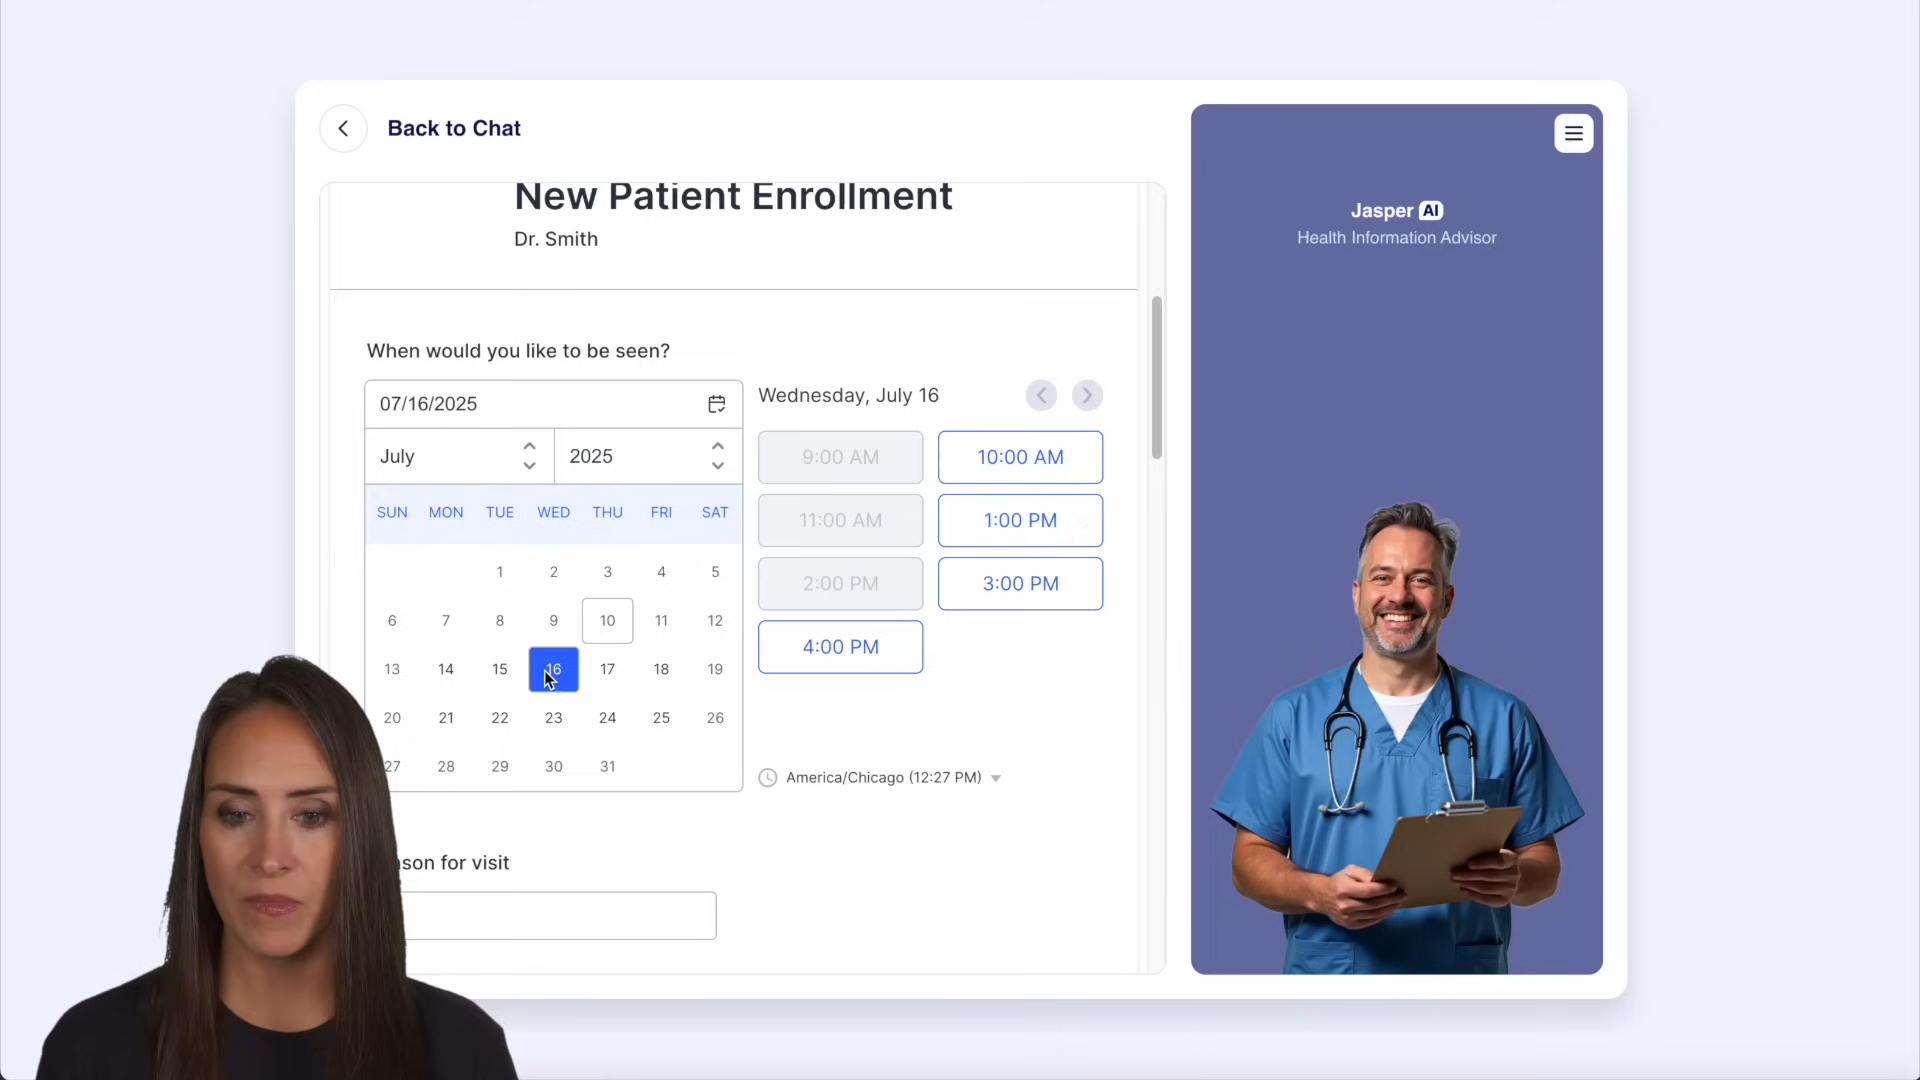 Back to Chat
New Patient Enrollment
Dr. Smith
When would you like to be seen?
07/16/2025
July 2025
SUN MON TUE WED THU FRI SAT
1 2 3 4 5
6 7 8 9 10 11 12
13 14 15 16 17 18 19
20 21 22 23 24 25 26
27 28 29 30 31
Wednesday, July 16
9:00 AM 10:00 AM
11:00 AM 1:00 PM
2:00 PM 3:00 PM
4:00 PM
America/Chicago (12:27 PM)
for visit
Jasper AI
Health Information Advisor